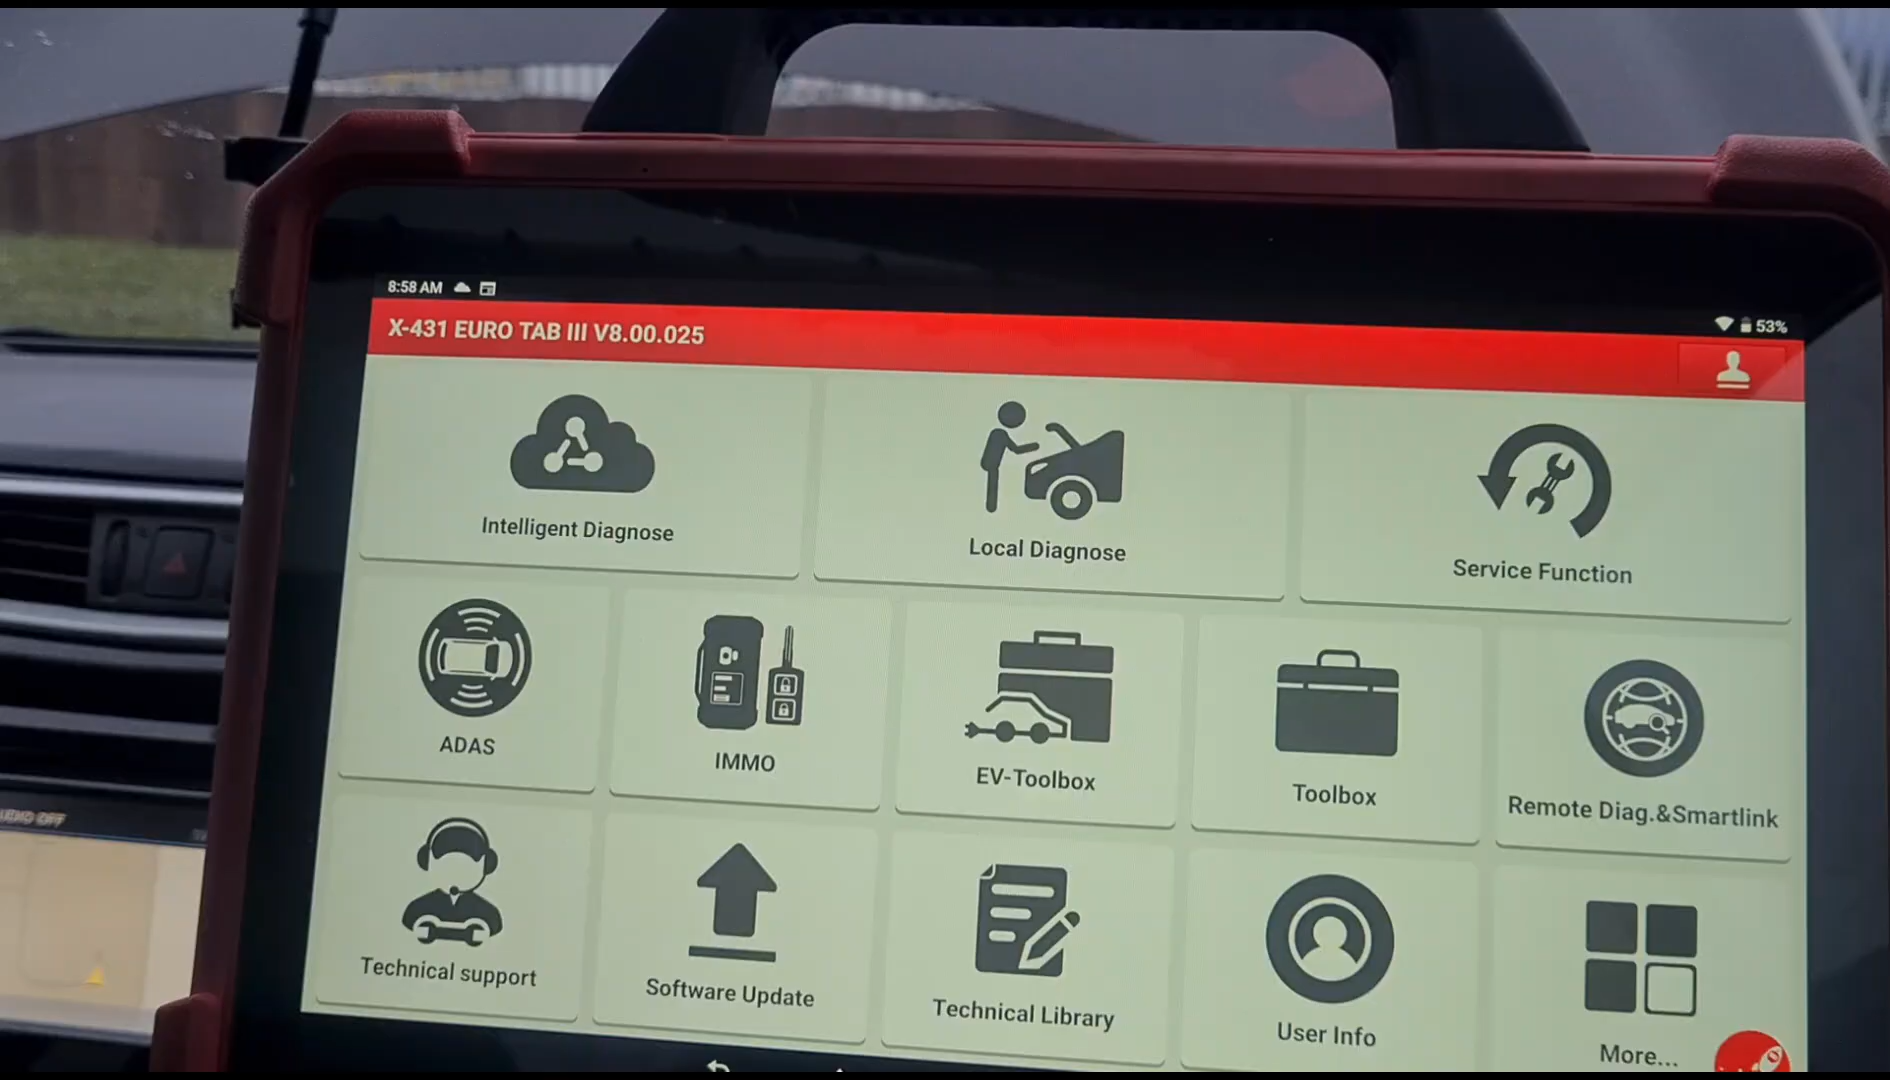 8:58 AM
53%
X-431 EURO TAB III V8.00.025
Intelligent Diagnose
Local Diagnose
Service Function
ADAS
IMMO
EV-Toolbox
Toolbox
Remote Diag.&Smartlink
Technical support
Software Update
Technical Library
User Info
More...
OFF